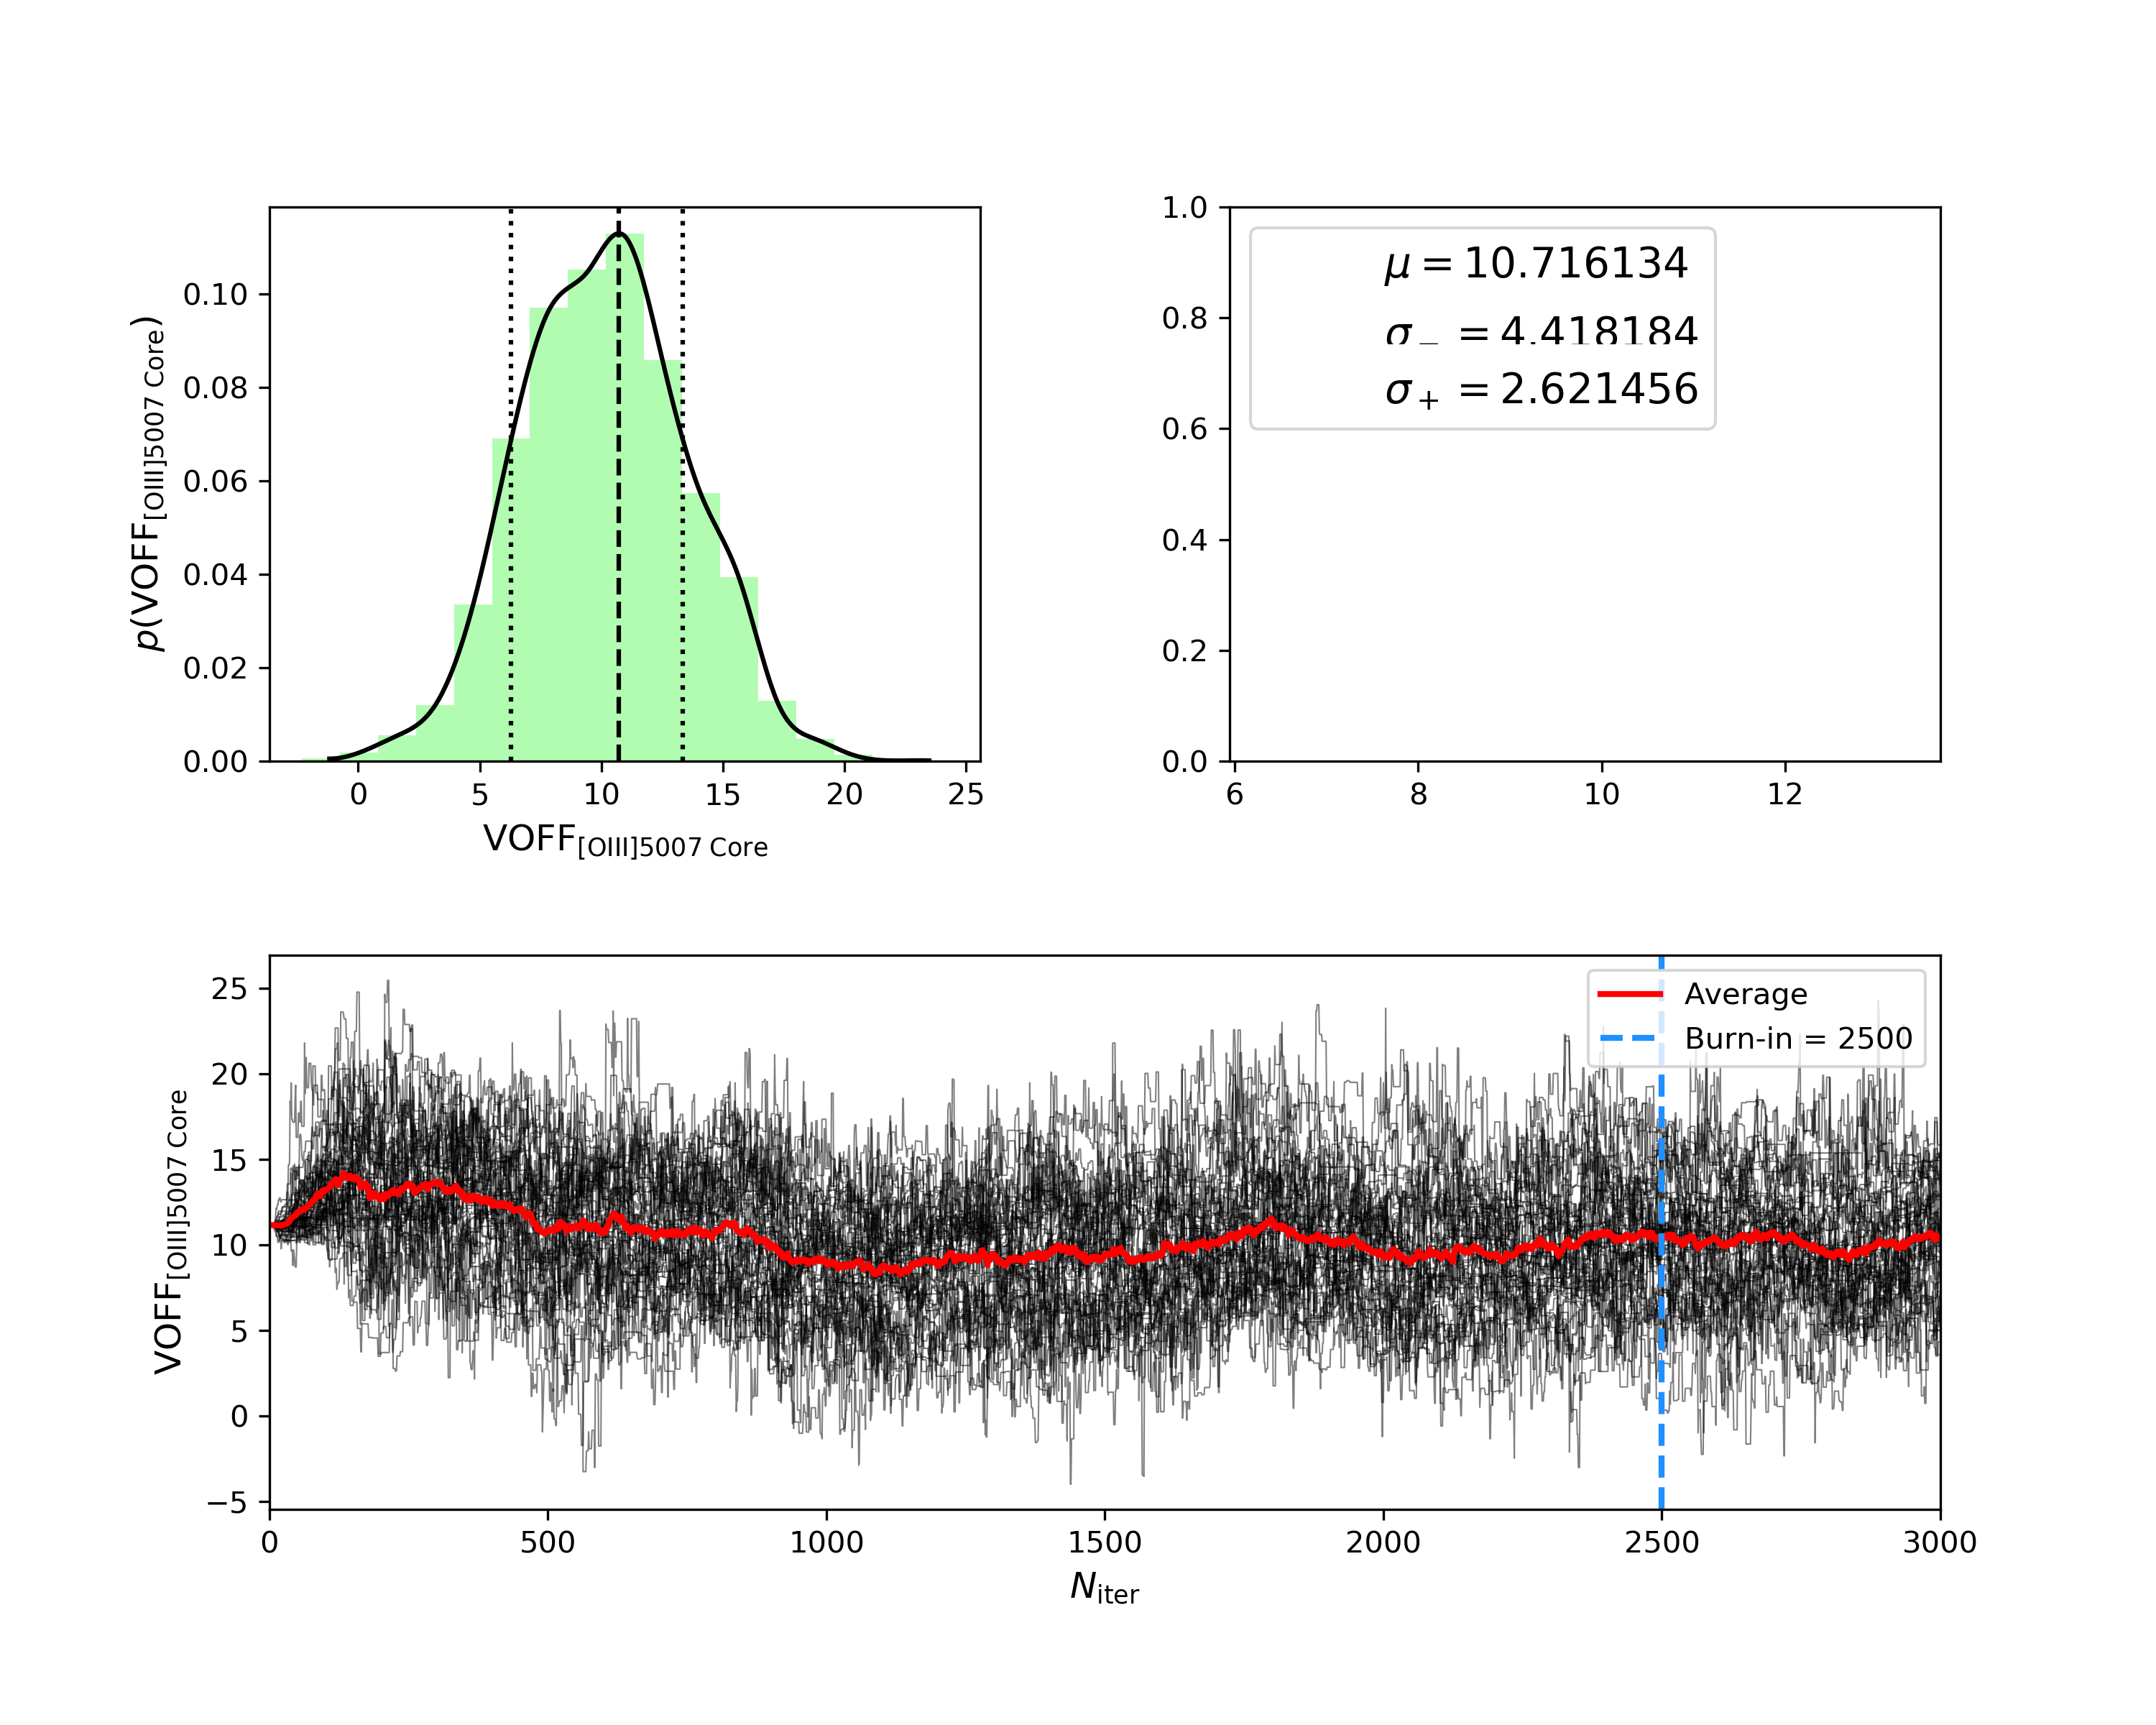 0.10
0.08
0.06
0.04
0.02
0.00
p(VOFF[OIII]5007 Core)
0 5 10 15 20 25
VOFF[OIII]5007 Core
1.0
0.8
0.6
0.4
0.2
0.0
μ = 10.716134
σ− = 4.418184
σ+ = 2.621456
6 8 10 12
25
20
15
10
5
0
−5
VOFF[OIII]5007 Core
Average
Burn-in = 2500
0 500 1000 1500 2000 2500 3000
Niter